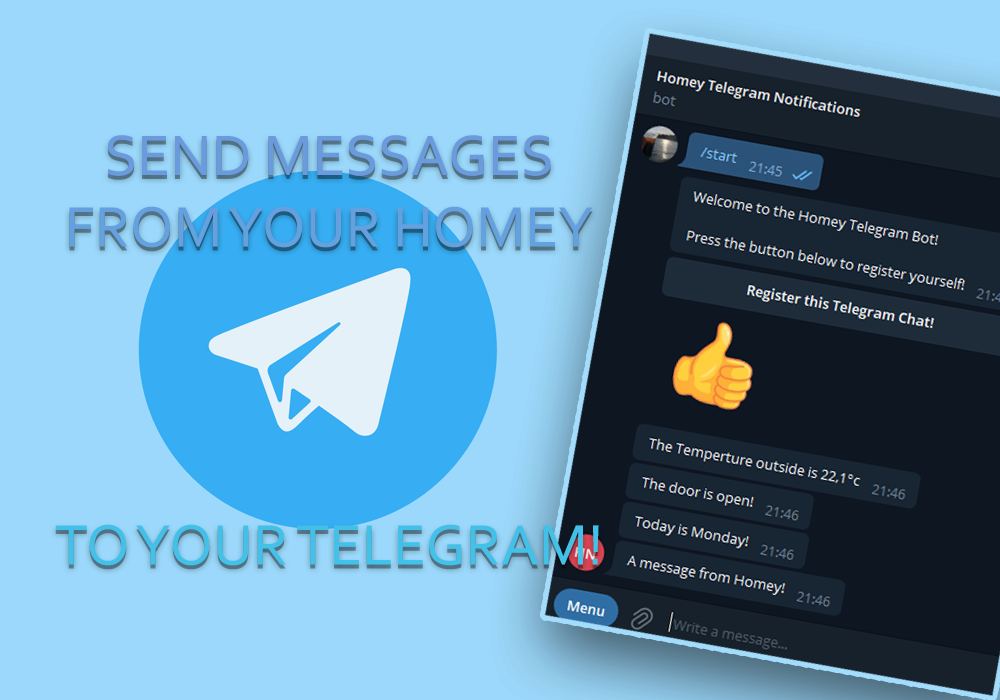 SEND MESSAGES
FROM YOUR HOMEY
TO YOUR TELEGRAM!
Homey Telegram Notifications
bot
/start 21:45
Welcome to the Homey Telegram Bot!
Press the button below to register yourself!
Register this Telegram Chat!
The Temperture outside is 22,1°c 21:46
The door is open! 21:46
Today is Monday! 21:46
HN
A message from Homey! 21:46
Menu
Write a message...